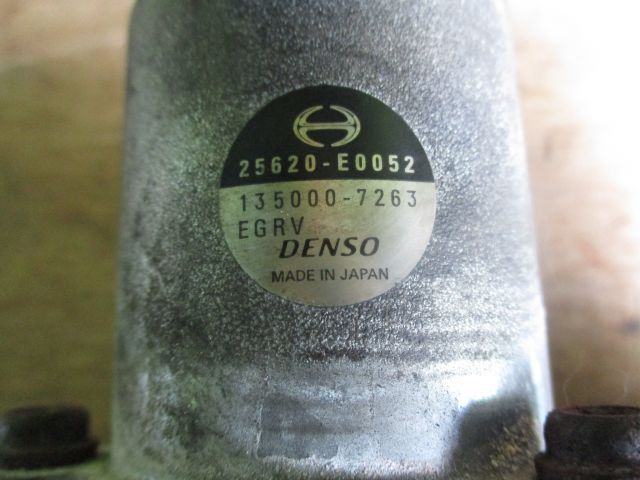 25620-E0052
135000-7263
EGRV
DENSO
MADE IN JAPAN